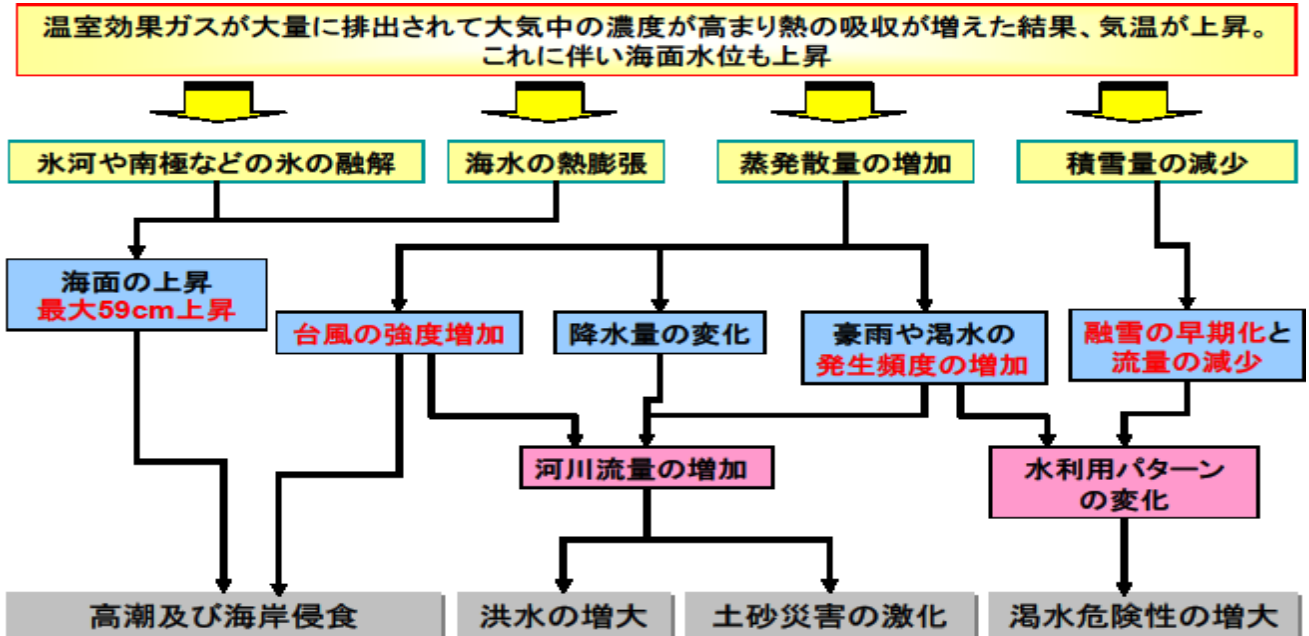 温室効果ガスが大量に排出されて大気中の濃度が高まり熱の吸収が増えた結果、気温が上昇。
これに伴い海面水位も上昇
氷河や南極などの氷の融解
海水の熱膨張
蒸発散量の増加
積雪量の減少
海面の上昇
最大59cm上昇
台風の強度増加
降水量の変化
豪雨や渇水の
発生頻度の増加
融雪の早期化と
流量の減少
河川流量の増加
水利用パターン
の変化
高潮及び海岸侵食
洪水の増大
土砂災害の激化
渇水危険性の増大